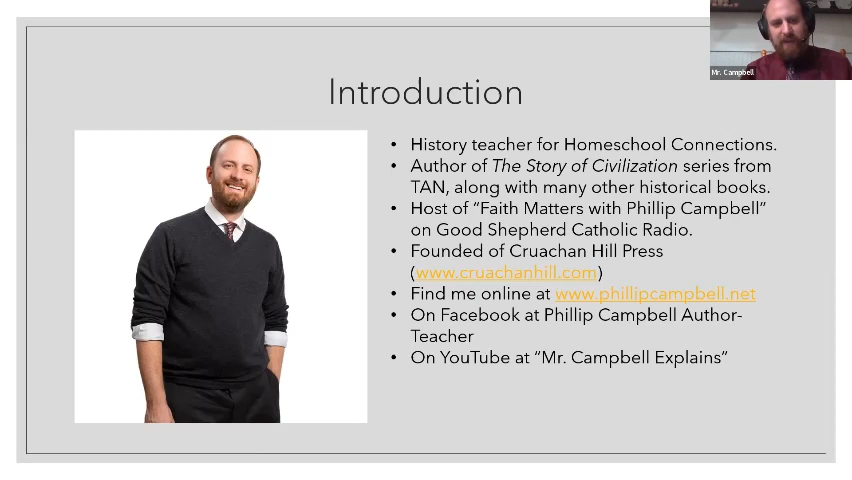 Mr. Campbell
Introduction
• History teacher for Homeschool Connections.
• Author of The Story of Civilization series from
TAN, along with many other historical books.
• Host of “Faith Matters with Phillip Campbell”
on Good Shepherd Catholic Radio.
• Founded of Cruachan Hill Press
(www.cruachanhill.com)
• Find me online at www.phillipcampbell.net
• On Facebook at Phillip Campbell Author-
Teacher
• On YouTube at “Mr. Campbell Explains”